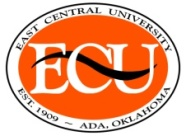 EAST CENTRAL UNIVERSITY
ECU
EST. 1909 ~ ADA, OKLAHOMA